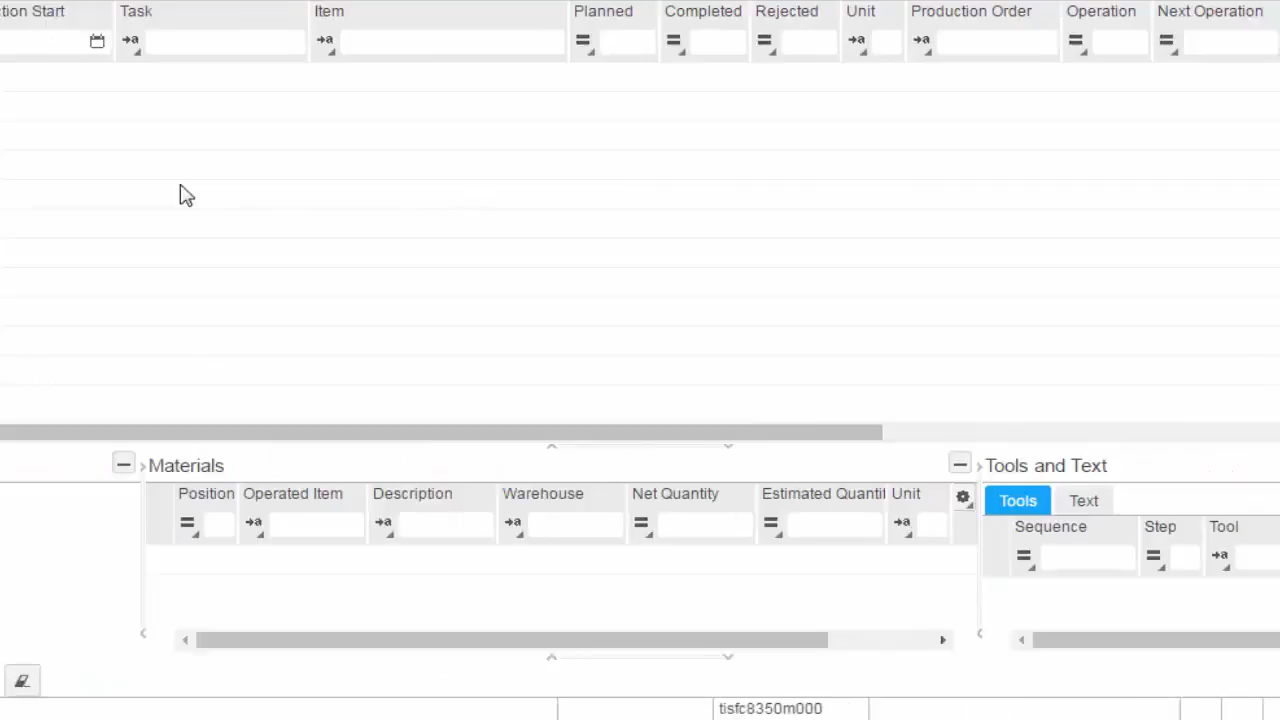 tion Start Task Item Planned Completed Rejected Unit Production Order Operation Next Operation
Materials Tools and Text
Position Operated Item Description Warehouse Net Quantity Estimated Quantit Unit
Tools Text
Sequence Step Tool
tisfc8350m000